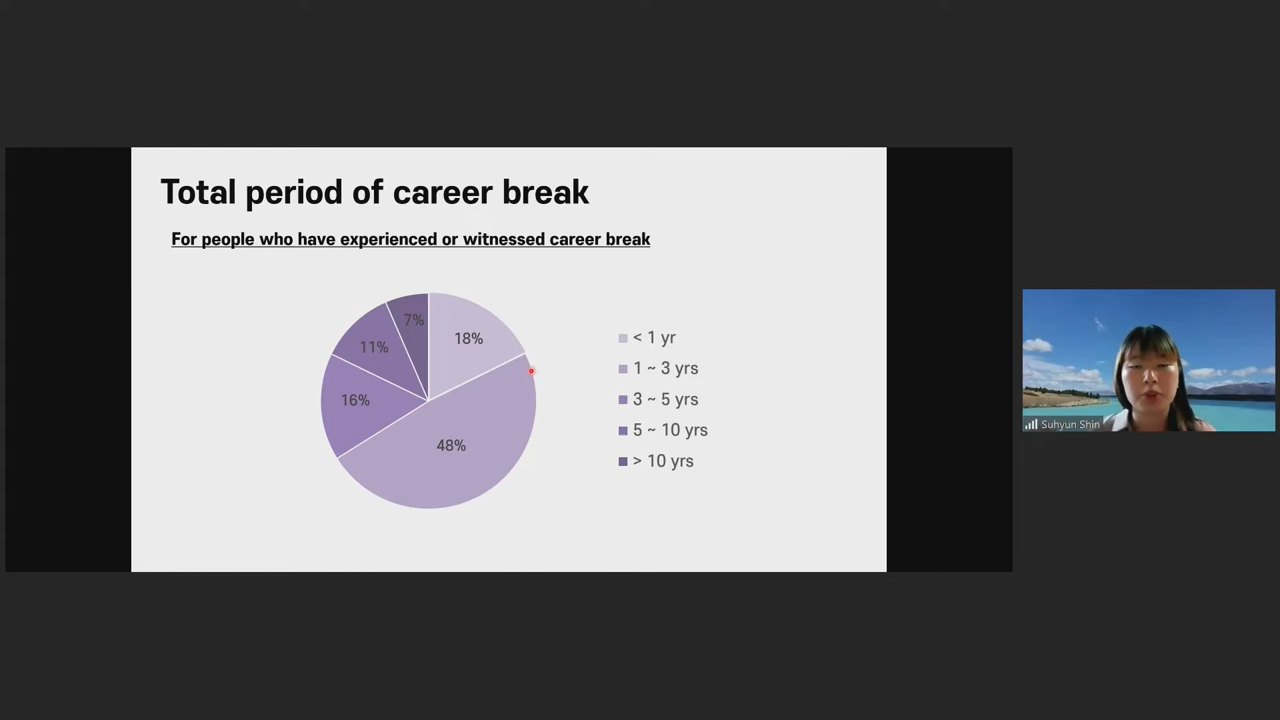 Total period of career break
For people who have experienced or witnessed career break
7%
18%
11%
16%
48%
< 1 yr
1 ~ 3 yrs
3 ~ 5 yrs
5 ~ 10 yrs
> 10 yrs
Suhyun Shin